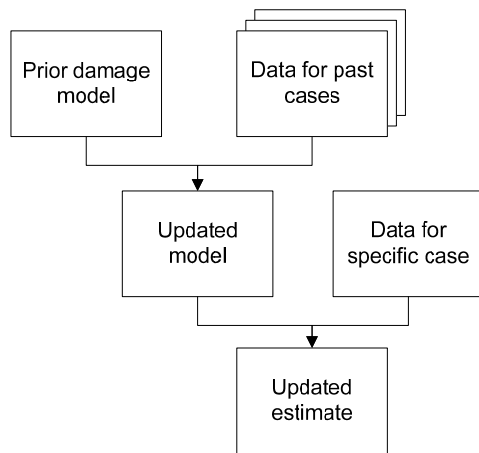 Prior damage
model
Data for past
cases
Updated
model
Data for
specific case
Updated
estimate